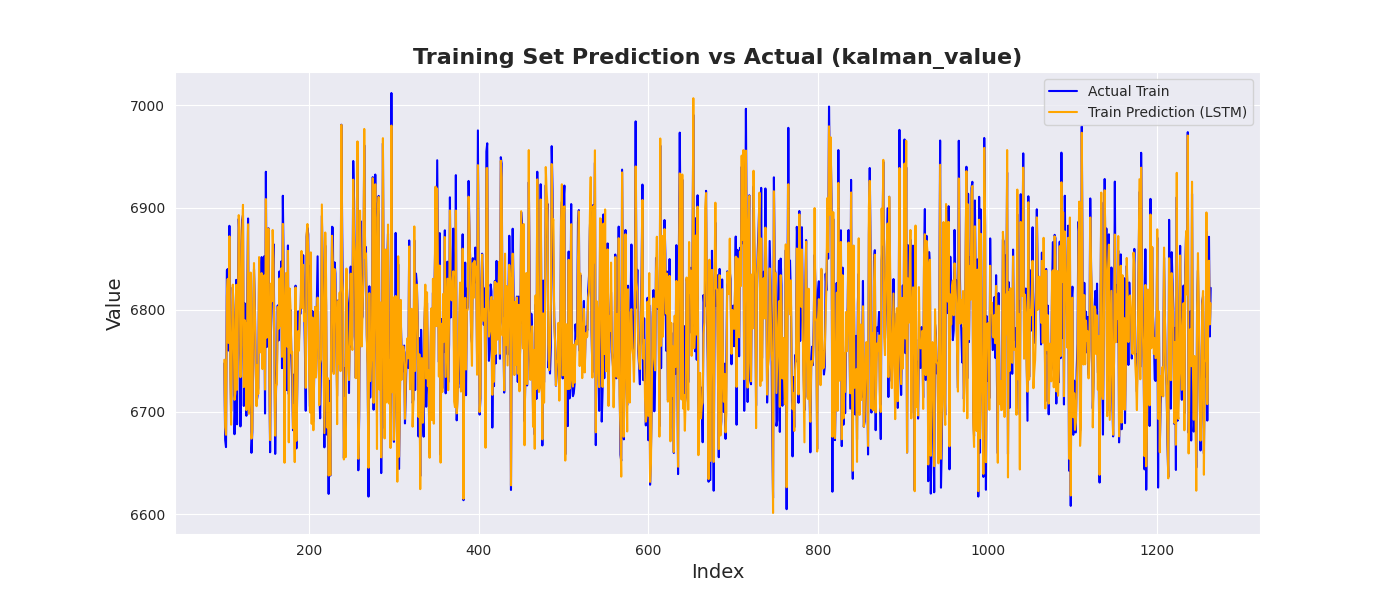 Training Set Prediction vs Actual (kalman_value)
Actual Train
Train Prediction (LSTM)
Value
7000
6900
6800
6700
6600
200 400 600 800 1000 1200
Index